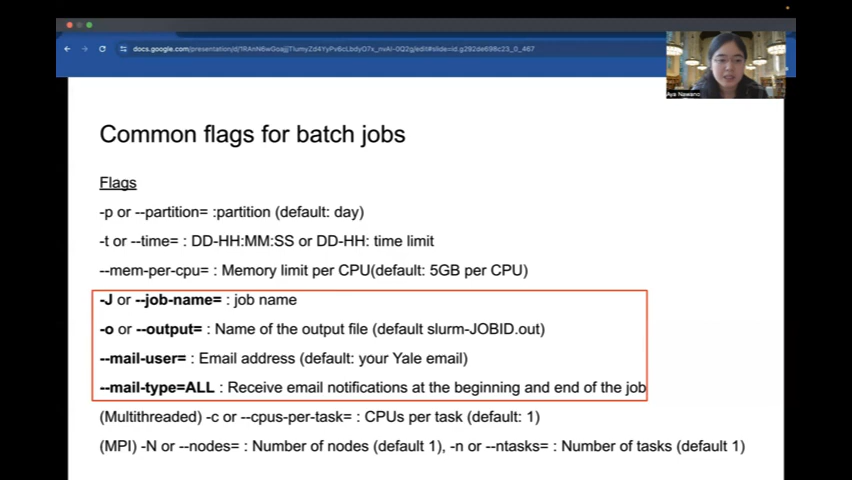 Aya Nawano
Common flags for batch jobs
Flags
-p or --partition= :partition (default: day)
-t or --time= : DD-HH:MM:SS or DD-HH: time limit
--mem-per-cpu= : Memory limit per CPU(default: 5GB per CPU)
-J or --job-name= : job name
-o or --output= : Name of the output file (default slurm-JOBID.out)
--mail-user= : Email address (default: your Yale email)
--mail-type=ALL : Receive email notifications at the beginning and end of the job
(Multithreaded) -c or --cpus-per-task= : CPUs per task (default: 1)
(MPI) -N or --nodes= : Number of nodes (default 1), -n or --ntasks= : Number of tasks (default 1)